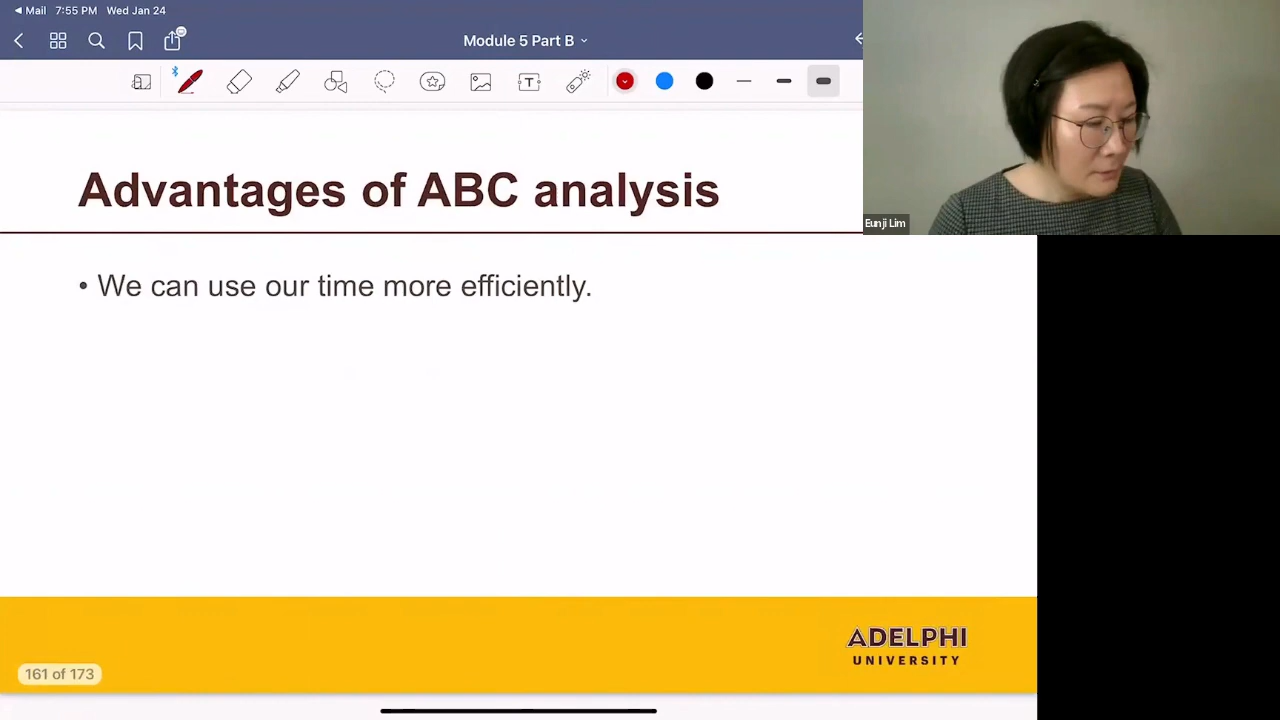 Mail 7:55 PM Wed Jan 24
Module 5 Part B
T
Eunji Lim
Advantages of ABC analysis
• We can use our time more efficiently.
ADELPHI
UNIVERSITY
161 of 173